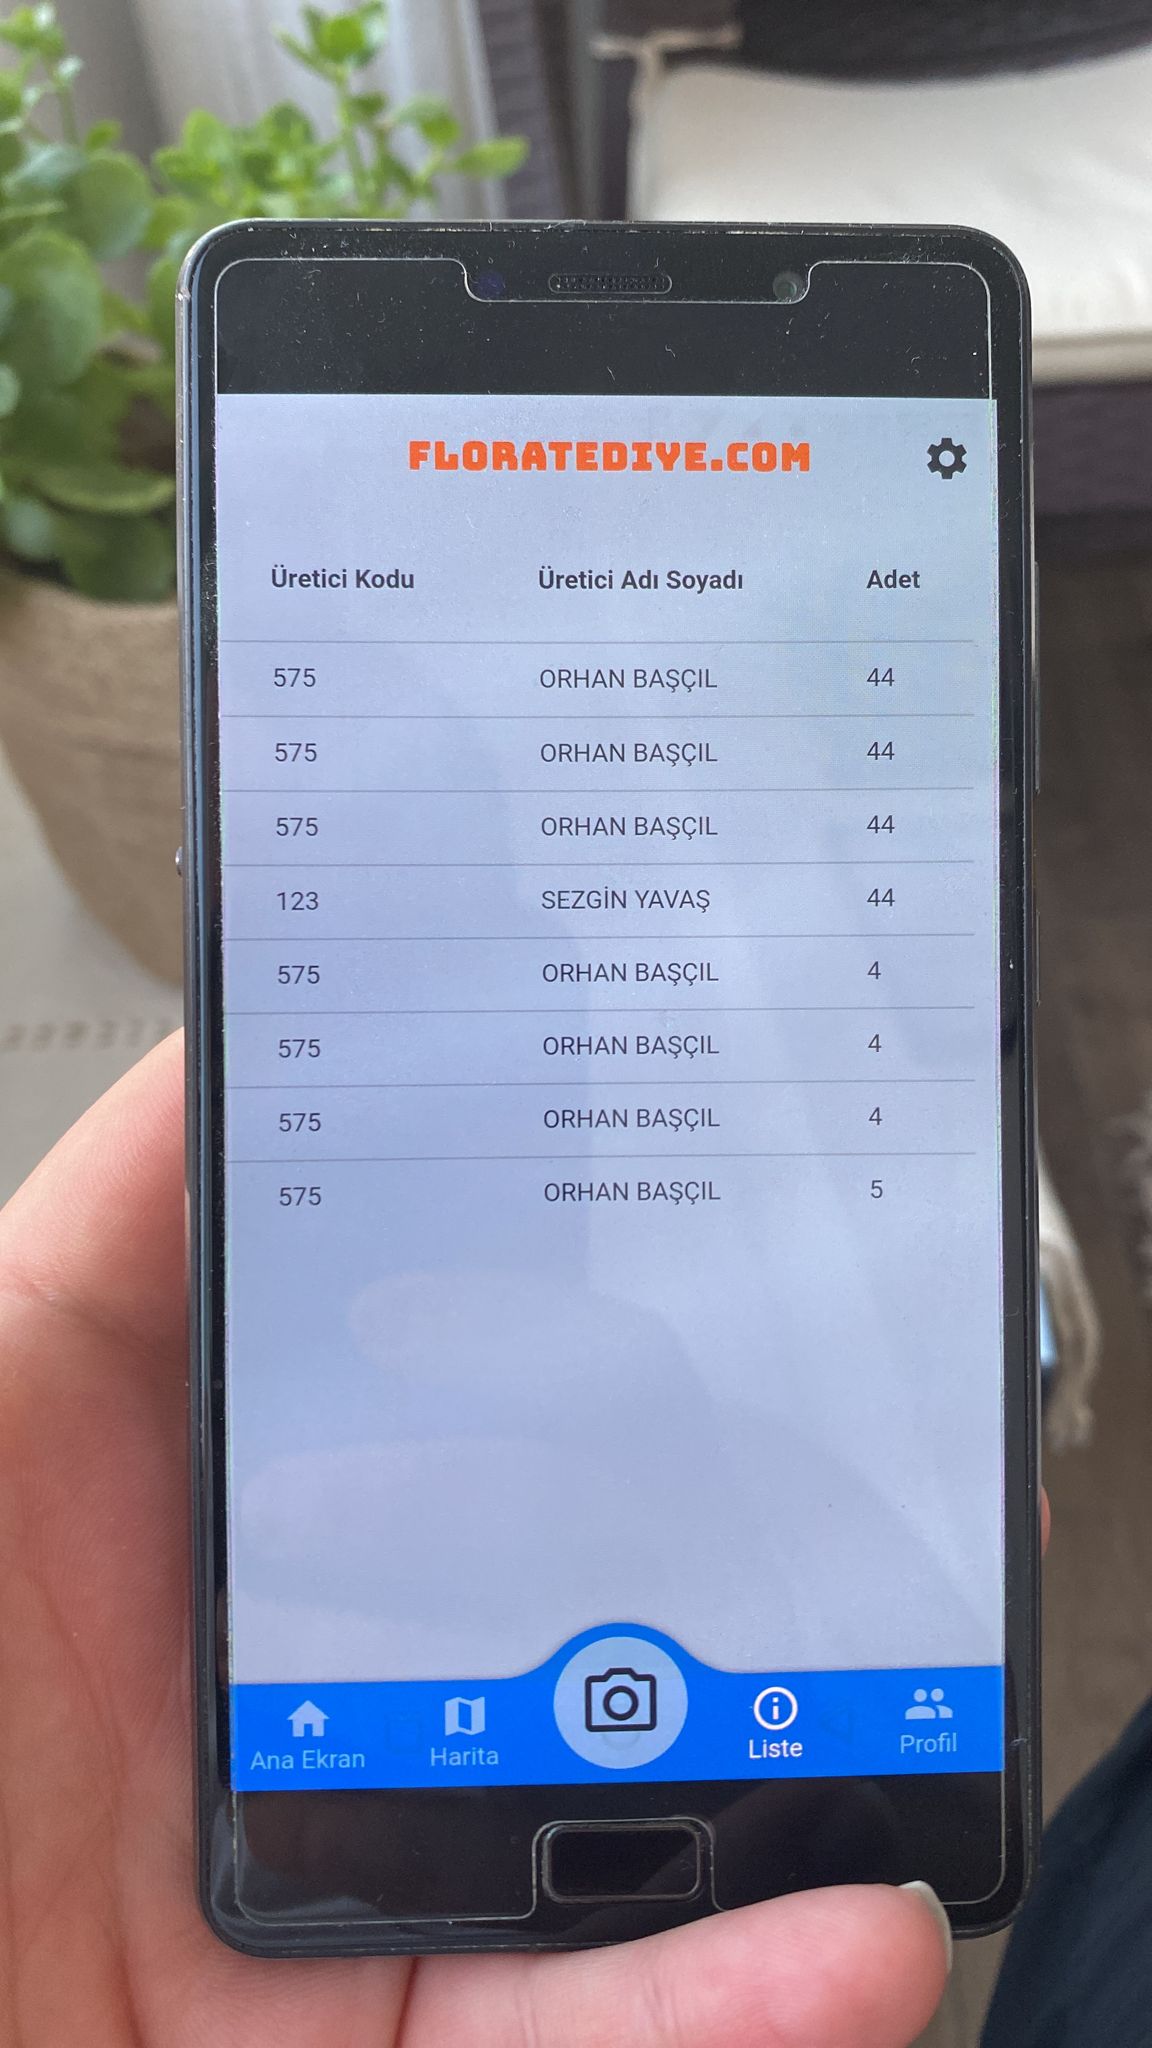 FLORATEDIYE.COM
Üretici Kodu Üretici Adı Soyadı Adet
575 ORHAN BAŞÇIL 44
575 ORHAN BAŞÇIL 44
575 ORHAN BAŞÇIL 44
123 SEZGİN YAVAŞ 44
575 ORHAN BAŞÇIL 4
575 ORHAN BAŞÇIL 4
575 ORHAN BAŞÇIL 4
575 ORHAN BAŞÇIL 5
Ana Ekran Harita Liste Profil